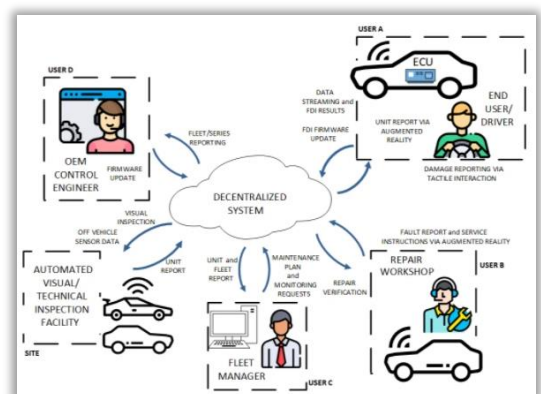 USER A
ECU
END
USER/
DRIVER
UNIT REPORT VIA
AUGMENTED
REALITY
DAMAGE REPORTING VIA
TACTILE INTERACTION
DATA
STREAMING and
FDI RESULTS
FDI FIRMWARE
UPDATE
USER D
OEM
CONTROL
ENGINEER
FIRMWARE
UPDATE
FLEET/SERIES
REPORTING
DECENTRALIZED
SYSTEM
VISUAL
INSPECTION
OFF VEHICLE
SENSOR DATA
UNIT
REPORT
AUTOMATED
VISUAL/
TECHNICAL
INSPECTION
FACILITY
SITE
UNIT and
FLEET
REPORT
MAINTENANCE
PLAN
and
MONITORING
REQUESTS
FLEET
MANAGER
USER C
FAULT REPORT and SERVICE
INSTRUCTIONS VIA AUGMENTED REALITY
REPAIR
VERIFICATION
REPAIR
WORKSHOP
USER B